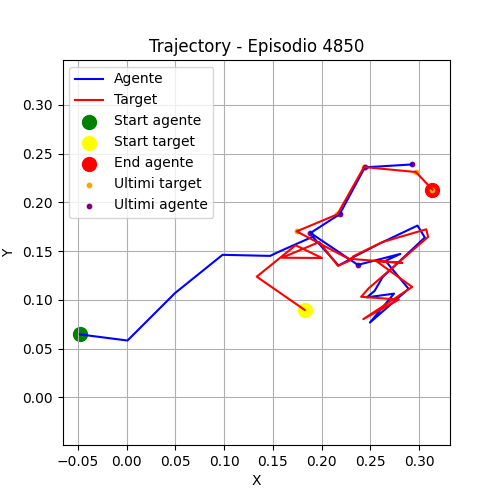 Trajectory - Episodio 4850
Agente
Target
Start agente
Start target
End agente
Ultimi target
Ultimi agente
Y
0.30
0.25
0.20
0.15
0.10
0.05
0.00
−0.05 0.00 0.05 0.10 0.15 0.20 0.25 0.30
X